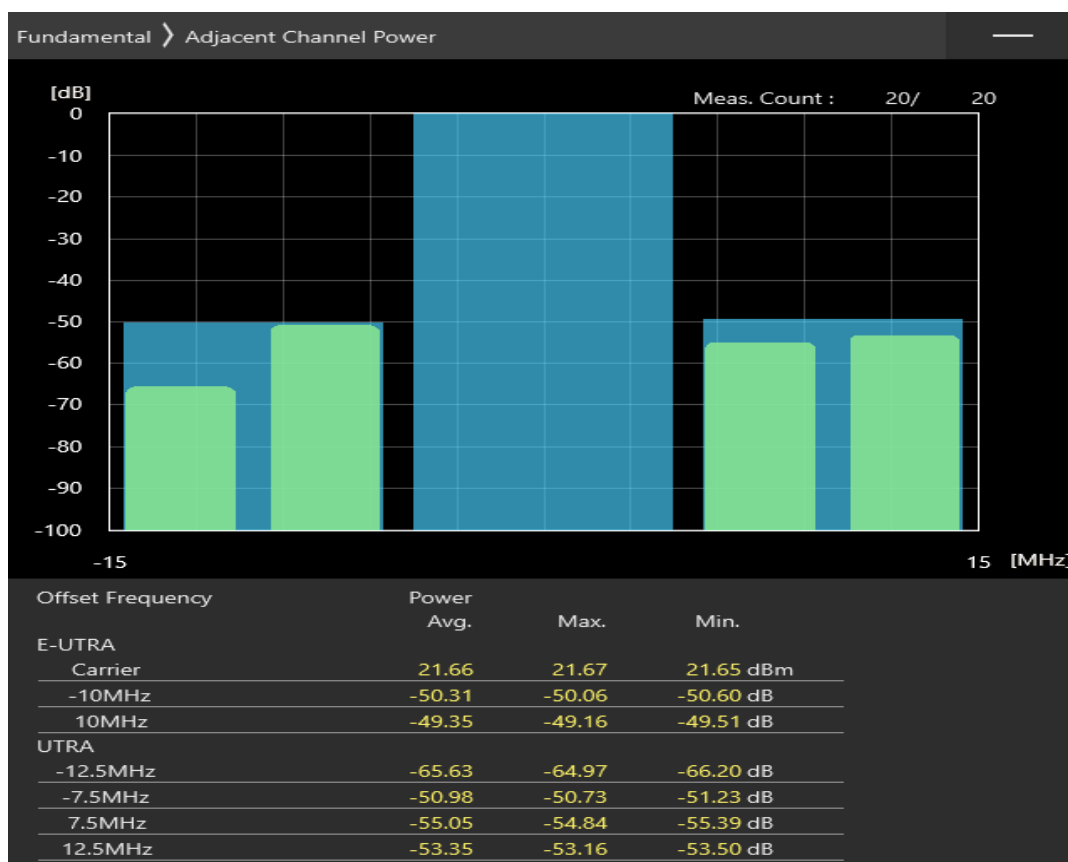 Fundamental 〉 Adjacent Channel Power
[dB]
Meas. Count : 20/ 20
0
-10
-20
-30
-40
-50
-60
-70
-80
-90
-100
-15 15 [MHz]
Offset Frequency Power
Avg. Max. Min.
E-UTRA
Carrier 21.66 21.67 21.65 dBm
-10MHz -50.31 -50.06 -50.60 dB
10MHz -49.35 -49.16 -49.51 dB
UTRA
-12.5MHz -65.63 -64.97 -66.20 dB
-7.5MHz -50.98 -50.73 -51.23 dB
7.5MHz -55.05 -54.84 -55.39 dB
12.5MHz -53.35 -53.16 -53.50 dB